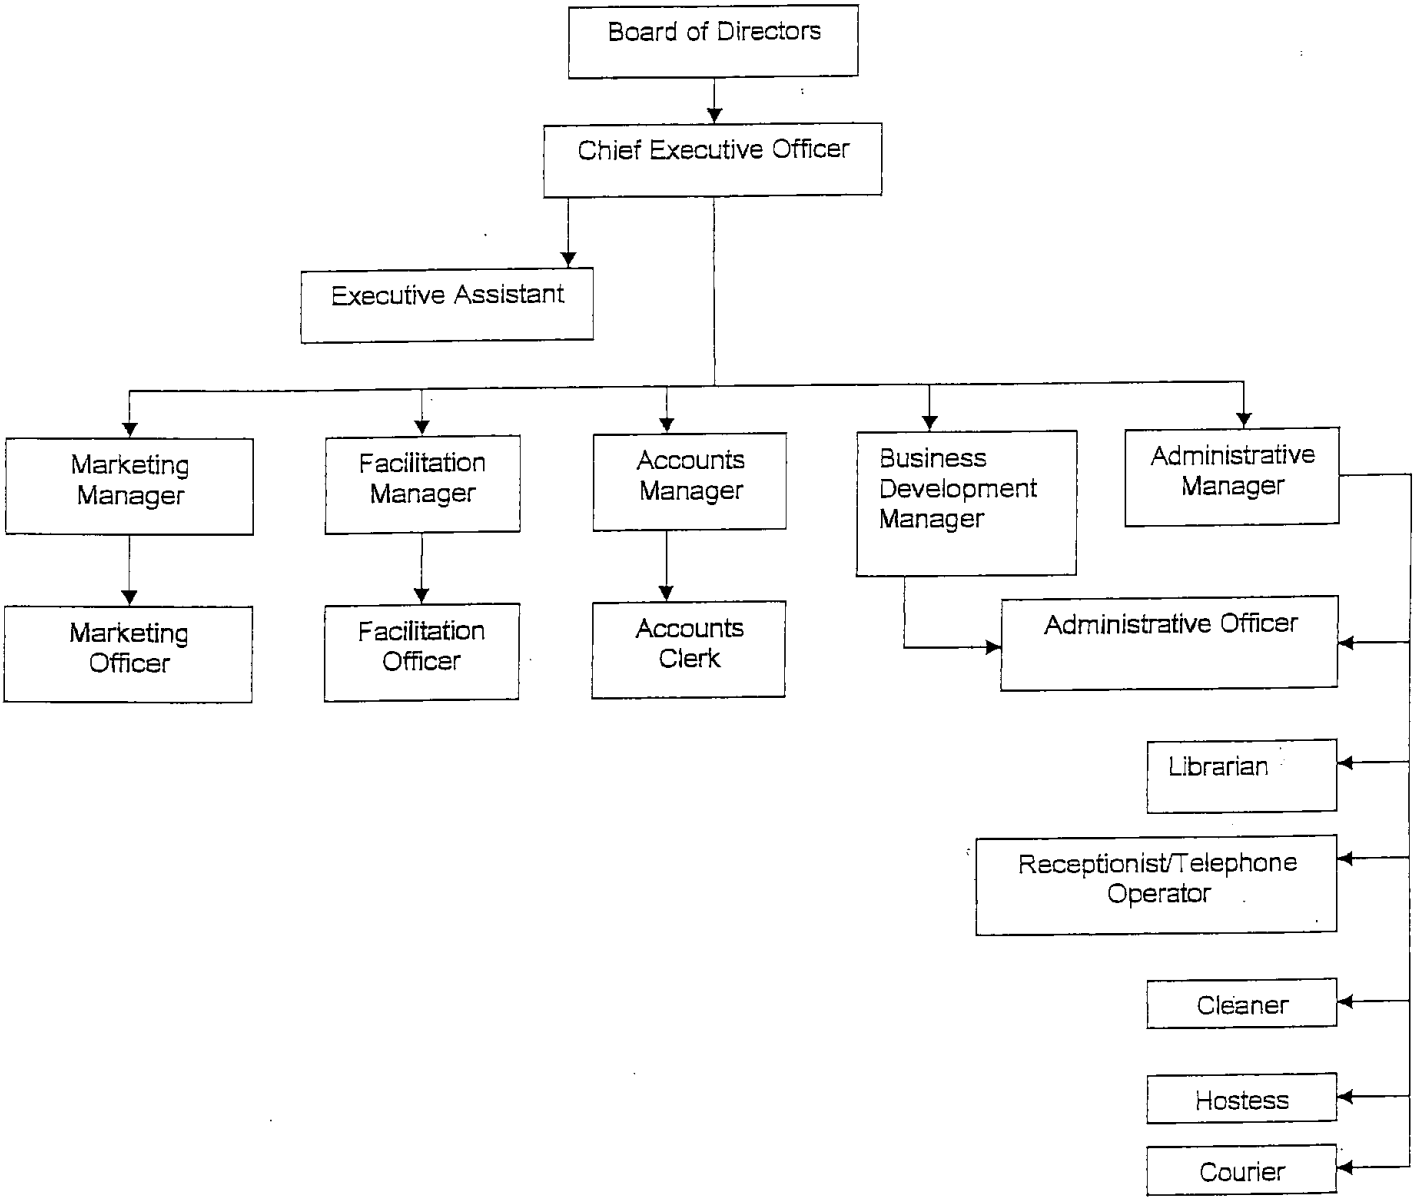 Board of Directors
Chief Executive Officer
Executive Assistant
Marketing
Manager
Facilitation
Manager
Accounts
Manager
Business
Development
Manager
Administrative
Manager
Marketing
Officer
Facilitation
Officer
Accounts
Clerk
Administrative Officer
Librarian
Receptionist/Telephone
Operator
Cleaner
Hostess
Courier